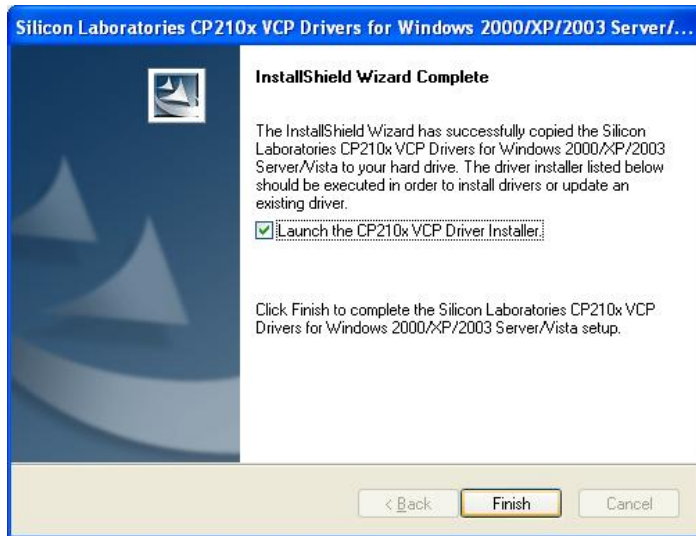 Silicon Laboratories CP210x VCP Drivers for Windows 2000/XP/2003 Server/...
InstallShield Wizard Complete
The InstallShield Wizard has successfully copied the Silicon
Laboratories CP210x VCP Drivers for Windows 2000/XP/2003
Server/Vista to your hard drive. The driver installer listed below
should be executed in order to install drivers or update an
existing driver.
Launch the CP210x VCP Driver Installer.
Click Finish to complete the Silicon Laboratories CP210x VCP
Drivers for Windows 2000/XP/2003 Server/Vista setup.
< Back Finish Cancel